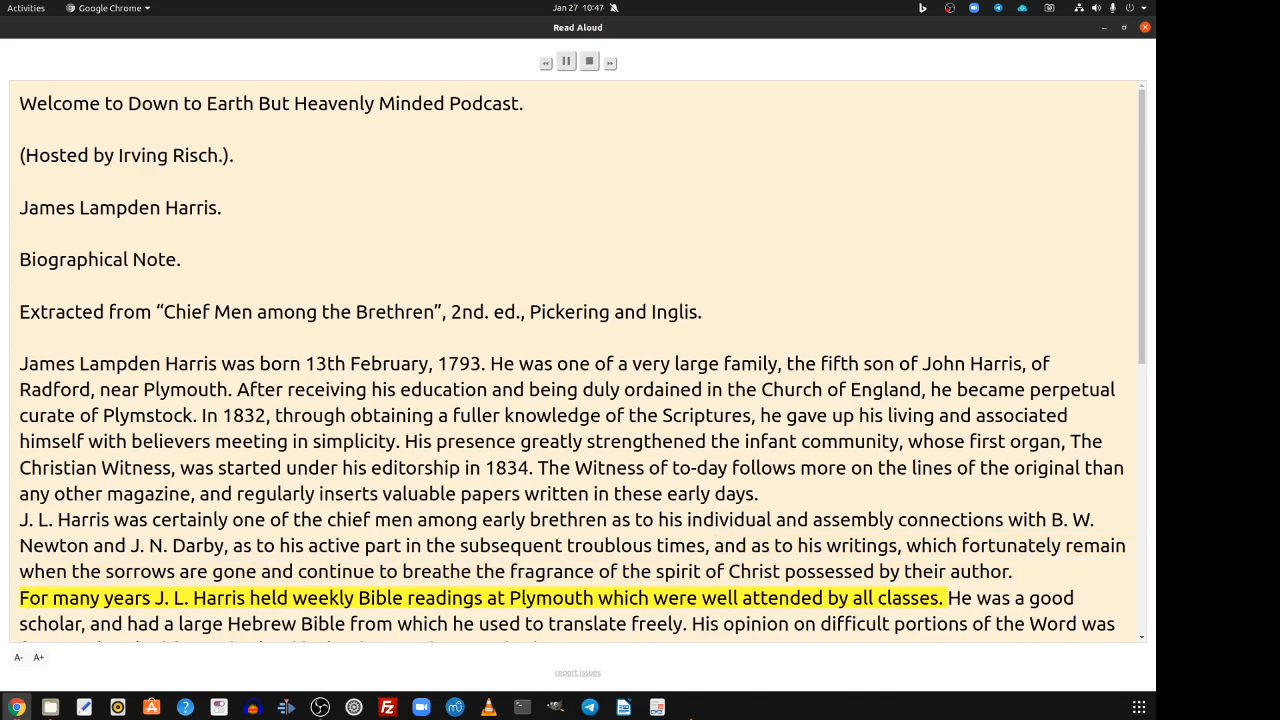 Activities
Google Chrome
Jan 27 10:47
Read Aloud
Welcome to Down to Earth But Heavenly Minded Podcast.
(Hosted by Irving Risch.).
James Lampden Harris.
Biographical Note.
Extracted from “Chief Men among the Brethren”, 2nd. ed., Pickering and Inglis.
James Lampden Harris was born 13th February, 1793. He was one of a very large family, the fifth son of John Harris, of
Radford, near Plymouth. After receiving his education and being duly ordained in the Church of England, he became perpetual
curate of Plymstock. In 1832, through obtaining a fuller knowledge of the Scriptures, he gave up his living and associated
himself with believers meeting in simplicity. His presence greatly strengthened the infant community, whose first organ, The
Christian Witness, was started under his editorship in 1834. The Witness of to-day follows more on the lines of the original than
any other magazine, and regularly inserts valuable papers written in these early days.
J. L. Harris was certainly one of the chief men among early brethren as to his individual and assembly connections with B. W.
Newton and J. N. Darby, as to his active part in the subsequent troublous times, and as to his writings, which fortunately remain
when the sorrows are gone and continue to breathe the fragrance of the spirit of Christ possessed by their author.
For many years J. L. Harris held weekly Bible readings at Plymouth which were well attended by all classes. He was a good
scholar, and had a large Hebrew Bible from which he used to translate freely. His opinion on difficult portions of the Word was
A- A+
report issues